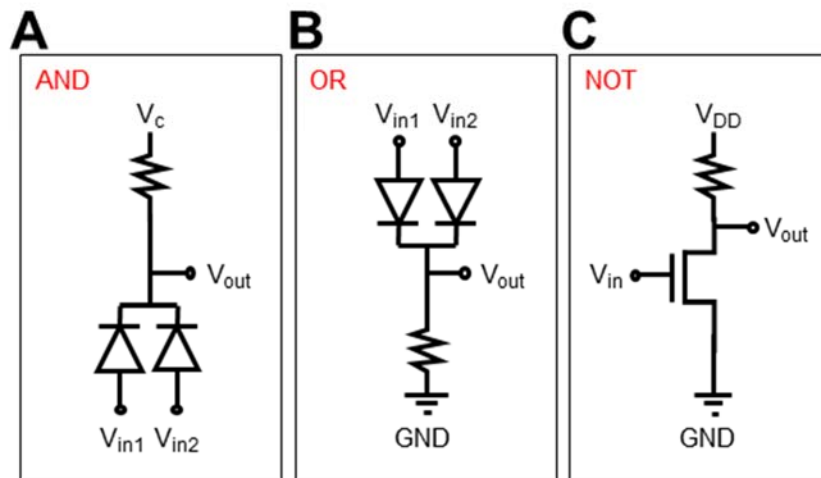 A
AND
Vc
Vout
Vin1 Vin2
B
OR
Vin1 Vin2
Vout
GND
C
NOT
VDD
Vout
Vin
GND